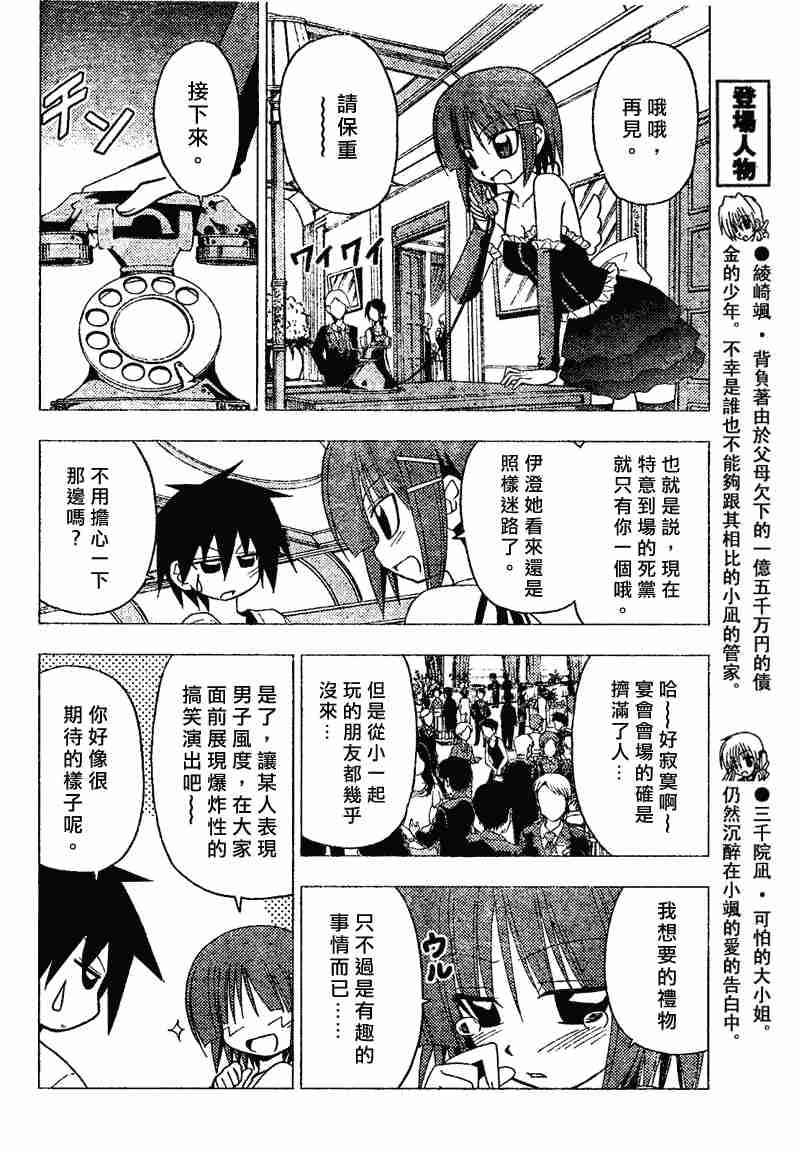 登場人物
●綾崎颯・背負著由於父母欠下的一億五千万円的債
金的少年。不幸是誰也不能夠跟其相比的小凪的管家。
●三千院凪・可怕的大小姐。
仍然沉醉在小颯的愛的告白中。
哦哦，
再見。
請保重
～
ワイワイ
接下來。
チン
也就是説，現在
特意到場的死黨
就只有你一個哦。
伊澄她看來還是
照樣迷路了。
不用擔心一下
那邊嗎？
哈～好寂寞啊～
宴會會場的確是
擠滿了人…
但是從小一起
玩的朋友都幾乎
沒來…
我想要的禮物
ウル
只不過是有趣的
事情而已……
是了，讓某人表現
男子風度，在大家
面前展現爆炸性的
搞笑演出吧～
你好像很
期待的樣子呢。